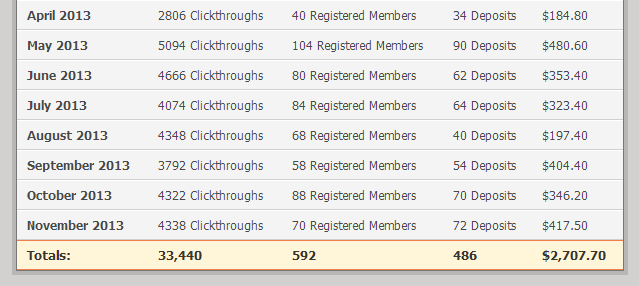 April 2013 2806 Clickthroughs 40 Registered Members 34 Deposits $184.80
May 2013 5094 Clickthroughs 104 Registered Members 90 Deposits $480.60
June 2013 4666 Clickthroughs 80 Registered Members 62 Deposits $353.40
July 2013 4074 Clickthroughs 84 Registered Members 64 Deposits $323.40
August 2013 4348 Clickthroughs 68 Registered Members 40 Deposits $197.40
September 2013 3792 Clickthroughs 58 Registered Members 54 Deposits $404.40
October 2013 4322 Clickthroughs 88 Registered Members 70 Deposits $346.20
November 2013 4338 Clickthroughs 70 Registered Members 72 Deposits $417.50
Totals: 33,440 592 486 $2,707.70